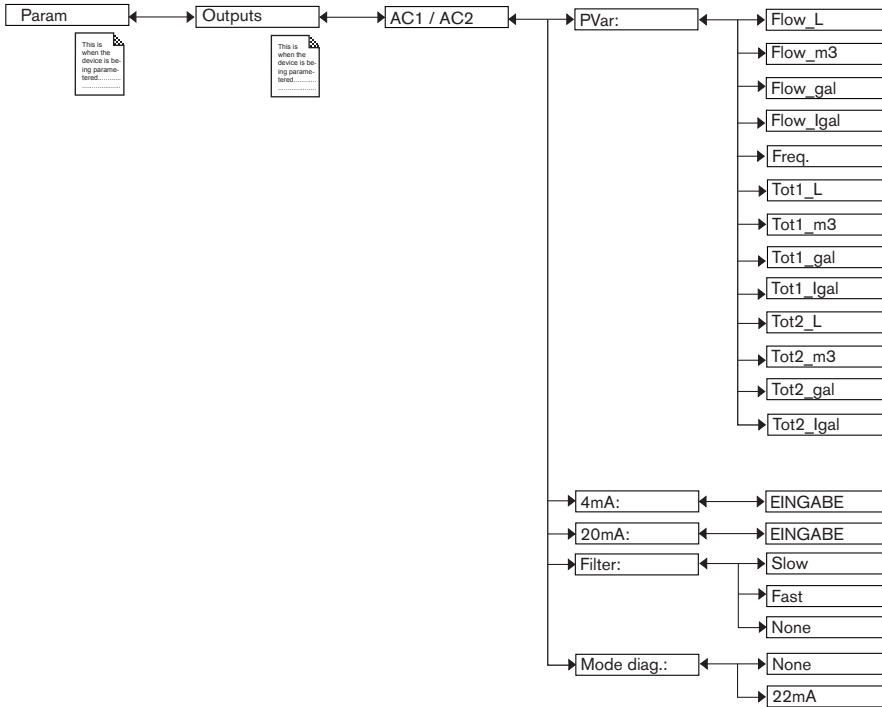 Param
Outputs
AC1 / AC2
PVar:
Flow_L
This is
when the
device is be-
ing parame-
tered............
.....................
This is
when the
device is be-
ing parame-
tered............
.....................
Flow_m3
Flow_gal
Flow_Igal
Freq.
Tot1_L
Tot1_m3
Tot1_gal
Tot1_Igal
Tot2_L
Tot2_m3
Tot2_gal
Tot2_Igal
4mA:
EINGABE
20mA:
EINGABE
Filter:
Slow
Fast
None
Mode diag.:
None
22mA